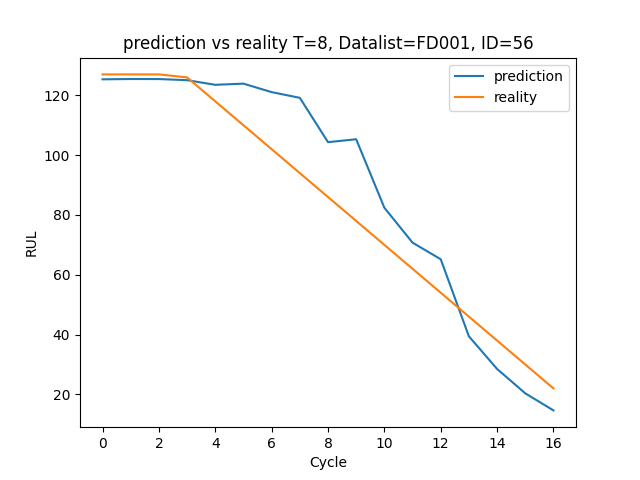 prediction vs reality T=8, Datalist=FD001, ID=56
prediction
reality
RUL
120
100
80
60
40
20
0 2 4 6 8 10 12 14 16
Cycle